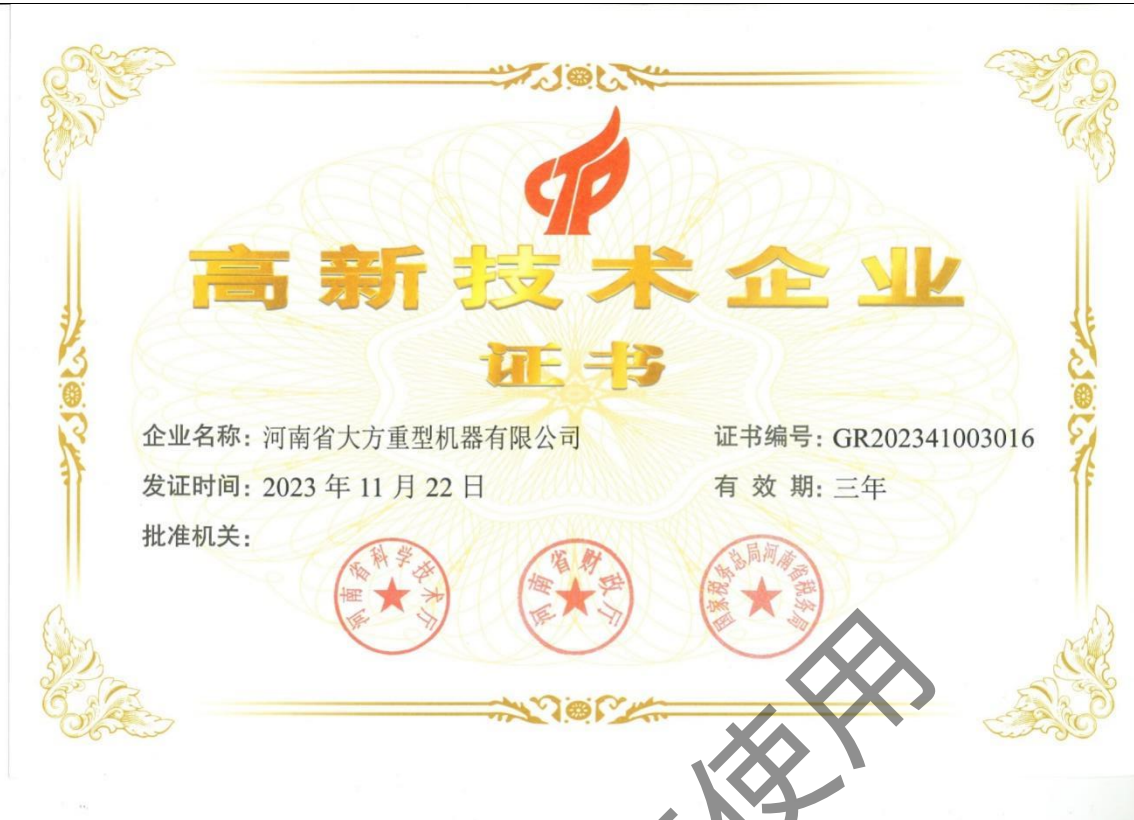 高新技术企业
证书
企业名称：河南省大方重型机器有限公司
证书编号：GR202341003016
发证时间：2023年11月22日
有效期：三年
批准机关：
河南省科学技术厅
河南省财政厅
国家税务总局河南省税务局
使用